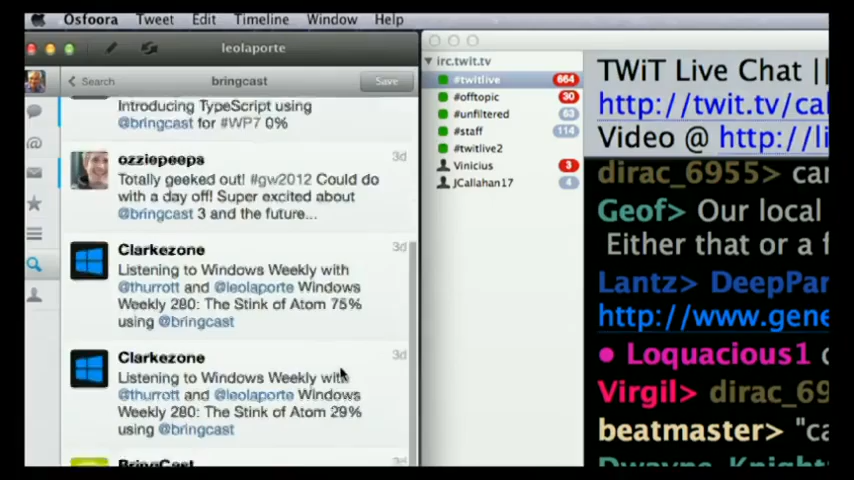 Osfoora Tweet Edit Timeline Window Help
leolaporte
Search bringcast Save
Introducing TypeScript using
@bringcast for #WP7 0%
ozziepeeps 3d
Totally geeked out! #gw2012 Could do
with a day off! Super excited about
@bringcast 3 and the future...
Clarkezone 3d
Listening to Windows Weekly with
@thurrott and @leolaporte Windows
Weekly 280: The Stink of Atom 75%
using @bringcast
Clarkezone 3d
Listening to Windows Weekly with
@thurrott and @leolaporte Windows
Weekly 280: The Stink of Atom 29%
using @bringcast
BringCast
irc.twit.tv
#twitlive 664
#offtopic 30
#unfiltered 63
#staff 114
#twitlive2
Vinicius 3
JCallahan17 4
TWiT Live Chat ||
http://twit.tv/ca
Video @ http://li
dirac_6955> ca
Geof> Our local
Either that or a f
Lantz> DeepPar
http://www.gene
Loquacious1
Virgil> dirac_69
beatmaster> "ca
Dwayne_Knight